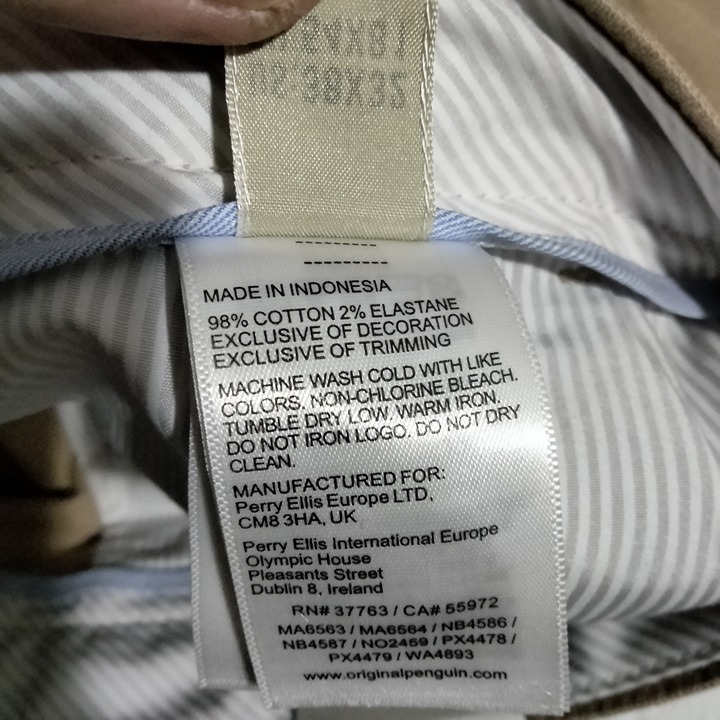 MADE IN INDONESIA
98% COTTON 2% ELASTANE
EXCLUSIVE OF DECORATION
EXCLUSIVE OF TRIMMING
MACHINE WASH COLD WITH LIKE
COLORS. NON-CHLORINE BLEACH.
TUMBLE DRY LOW. WARM IRON.
DO NOT IRON LOGO. DO NOT DRY
CLEAN.
MANUFACTURED FOR:
Perry Ellis Europe LTD,
CM8 3HA, UK
Perry Ellis International Europe
Olympic House
Pleasants Street
Dublin 8, Ireland
RN# 37763 / CA# 55972
MA6563 / MA6564 / NB4586 /
NB4587 / NO2459 / PX4478 /
PX4479 / WA4893
www.originalpenguin.com